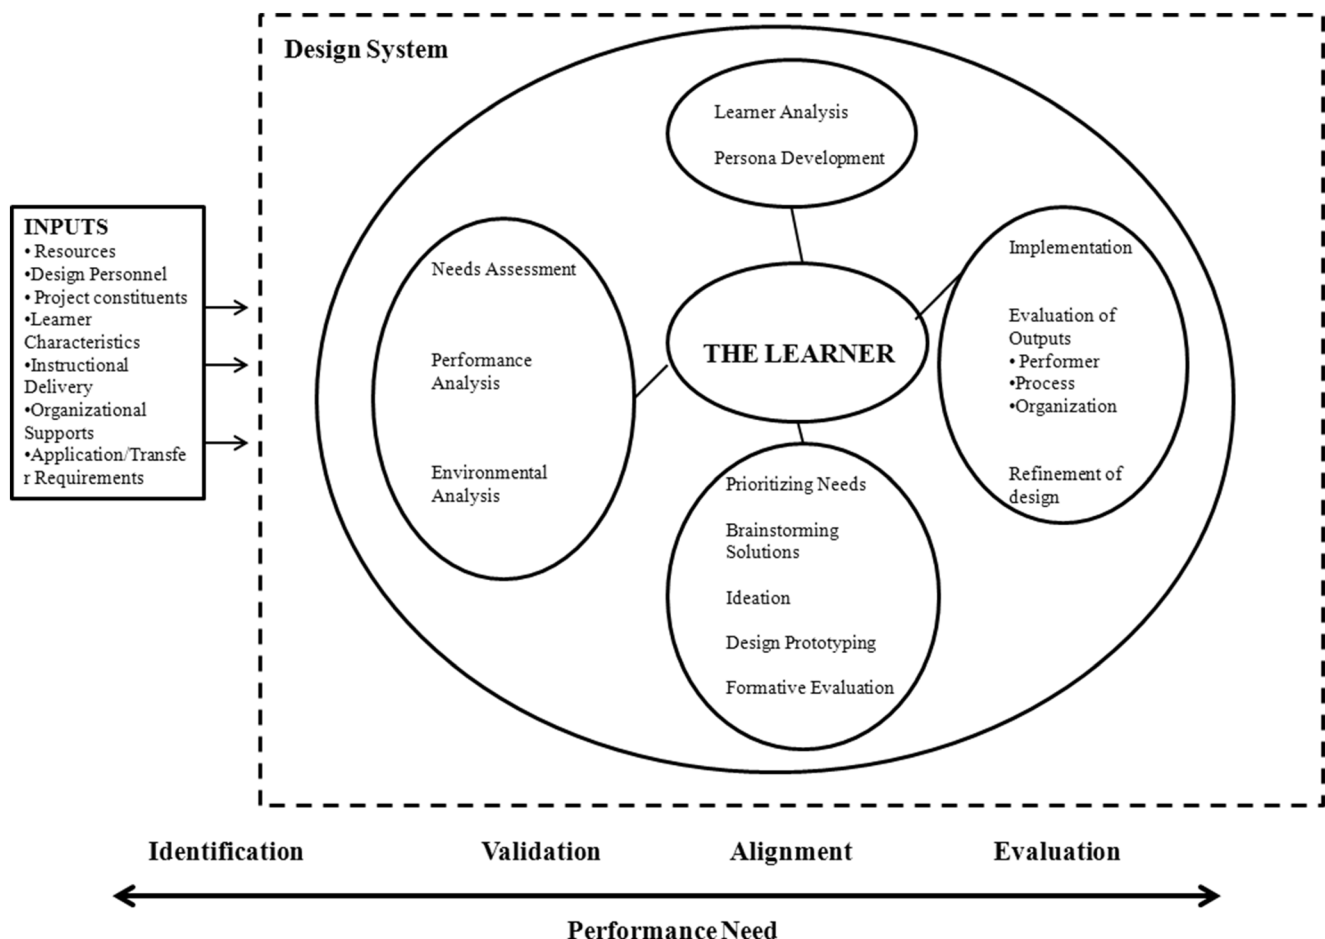 Design System
Learner Analysis
Persona Development
INPUTS
• Resources
•Design Personnel
• Project constituents
•Learner
Characteristics
•Instructional
Delivery
•Organizational
Supports
•Application/Transfe
r Requirements
Needs Assessment
Performance
Analysis
Environmental
Analysis
THE LEARNER
Implementation
Evaluation of
Outputs
• Performer
•Process
•Organization
Refinement of
design
Prioritizing Needs
Brainstorming
Solutions
Ideation
Design Prototyping
Formative Evaluation
Identification
Validation
Alignment
Evaluation
Performance Need